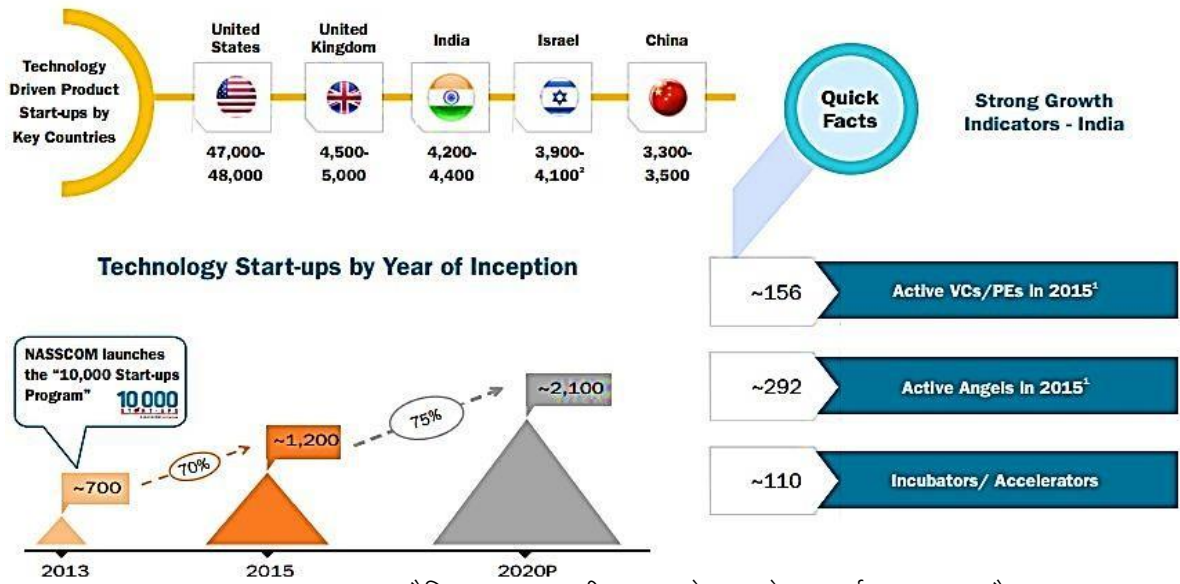 Technology
Driven Product
Start-ups by
Key Countries
United
States
47,000-
48,000
United
Kingdom
4,500-
5,000
India
4,200-
4,400
Israel
3,900-
4,100²
China
3,300-
3,500
Quick
Facts
Strong Growth
Indicators - India
~156
Active VCs/PEs in 2015¹
~292
Active Angels in 2015¹
~110
Incubators/ Accelerators
Technology Start-ups by Year of Inception
NASSCOM launches
the "10,000 Start-ups
Program"
10 000
START-UPS
~700
70%
~1,200
75%
~2,100
2013
2015
2020P